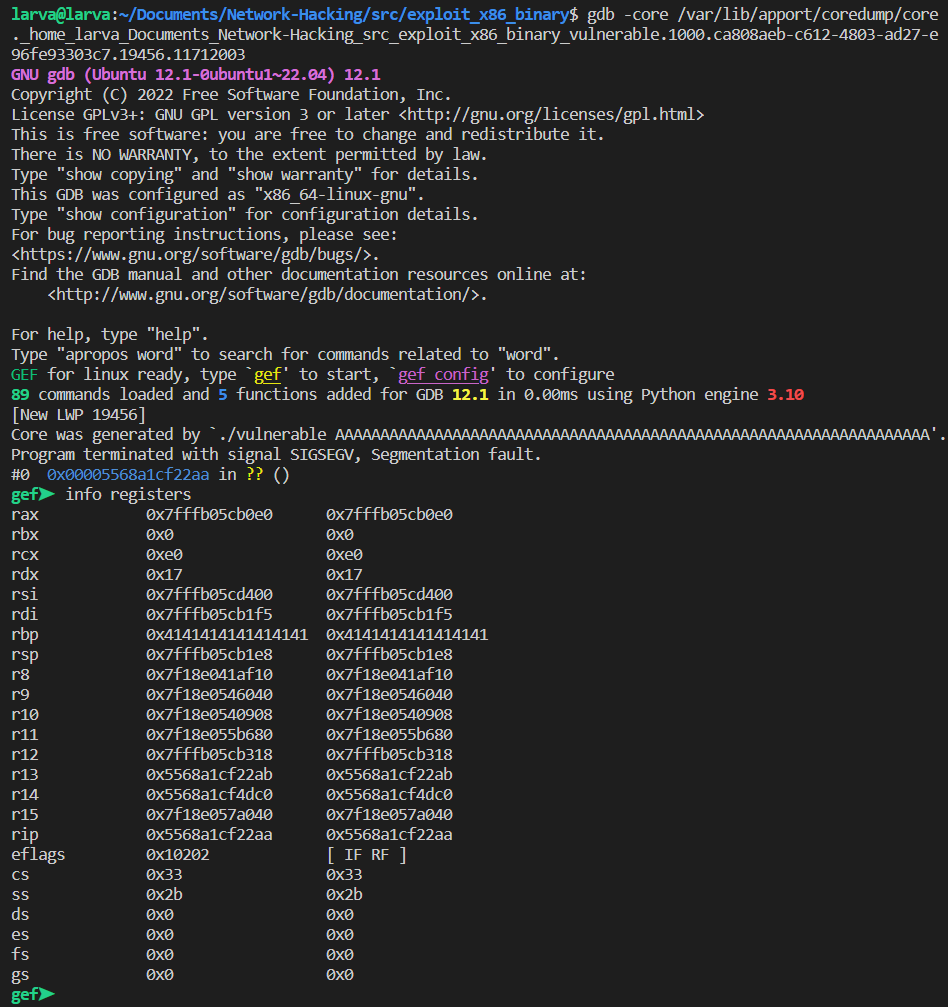 larva@larva:~/Documents/Network-Hacking/src/exploit_x86_binary$ gdb -core /var/lib/apport/coredump/core
._home_larva_Documents_Network-Hacking_src_exploit_x86_binary_vulnerable.1000.ca808aeb-c612-4803-ad27-e
96fe93303c7.19456.11712003
GNU gdb (Ubuntu 12.1-0ubuntu1~22.04) 12.1
Copyright (C) 2022 Free Software Foundation, Inc.
License GPLv3+: GNU GPL version 3 or later <http://gnu.org/licenses/gpl.html>
This is free software: you are free to change and redistribute it.
There is NO WARRANTY, to the extent permitted by law.
Type "show copying" and "show warranty" for details.
This GDB was configured as "x86_64-linux-gnu".
Type "show configuration" for configuration details.
For bug reporting instructions, please see:
<https://www.gnu.org/software/gdb/bugs/>.
Find the GDB manual and other documentation resources online at:
    <http://www.gnu.org/software/gdb/documentation/>.

For help, type "help".
Type "apropos word" to search for commands related to "word".
GEF for linux ready, type `gef' to start, `gef config' to configure
89 commands loaded and 5 functions added for GDB 12.1 in 0.00ms using Python engine 3.10
[New LWP 19456]
Core was generated by `./vulnerable AAAAAAAAAAAAAAAAAAAAAAAAAAAAAAAAAAAAAAAAAAAAAAAAAAAAAAAAAAAAAAAAAA'.
Program terminated with signal SIGSEGV, Segmentation fault.
#0  0x00005568a1cf22aa in ?? ()
gef➤  info registers
rax            0x7fffb05cb0e0      0x7fffb05cb0e0
rbx            0x0                 0x0
rcx            0xe0                0xe0
rdx            0x17                0x17
rsi            0x7fffb05cd400      0x7fffb05cd400
rdi            0x7fffb05cb1f5      0x7fffb05cb1f5
rbp            0x4141414141414141  0x4141414141414141
rsp            0x7fffb05cb1e8      0x7fffb05cb1e8
r8             0x7f18e041af10      0x7f18e041af10
r9             0x7f18e0546040      0x7f18e0546040
r10            0x7f18e0540908      0x7f18e0540908
r11            0x7f18e055b680      0x7f18e055b680
r12            0x7fffb05cb318      0x7fffb05cb318
r13            0x5568a1cf22ab      0x5568a1cf22ab
r14            0x5568a1cf4dc0      0x5568a1cf4dc0
r15            0x7f18e057a040      0x7f18e057a040
rip            0x5568a1cf22aa      0x5568a1cf22aa
eflags         0x10202             [ IF RF ]
cs             0x33                0x33
ss             0x2b                0x2b
ds             0x0                 0x0
es             0x0                 0x0
fs             0x0                 0x0
gs             0x0                 0x0
gef➤